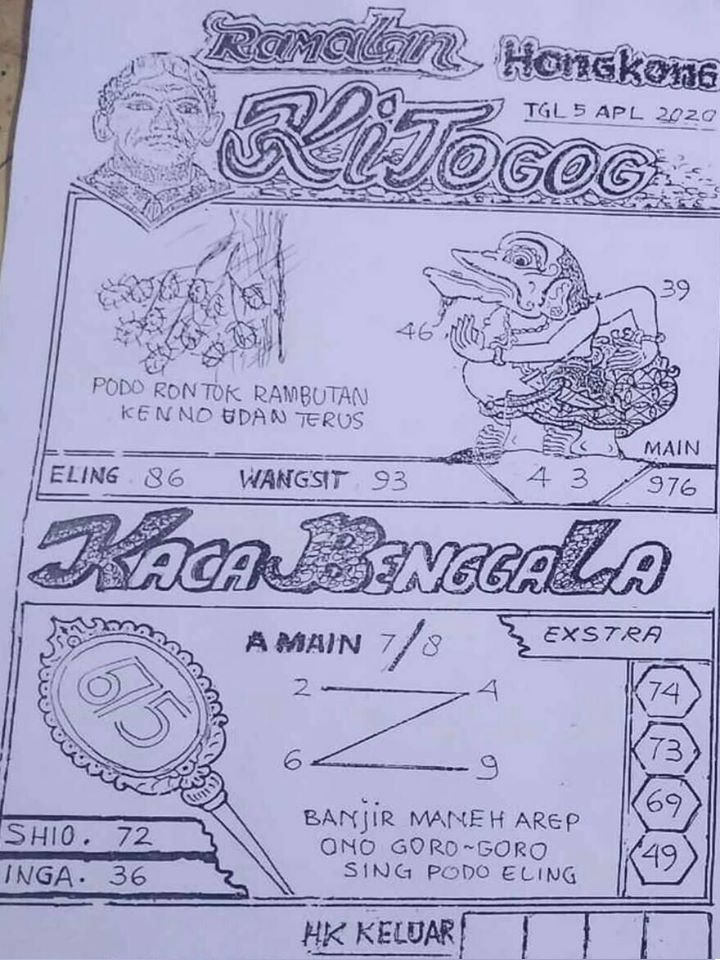 Ramalan Hongkong
TGL 5 APL 2020
Ki Togog
39
46
PODO RONTOK RAMBUTAN
KENNO UDAN TERUS
MAIN
ELING 86 WANGSIT 93 4 3 976
KACA BENGGALA
A MAIN 7/8 EXSTRA
675
2 4
74
6 9
73
69
49
BANJIR MANEH AREP
ONO GORO~GORO
SING PODO ELING
SHIO. 72
INGA. 36
HK KELUAR